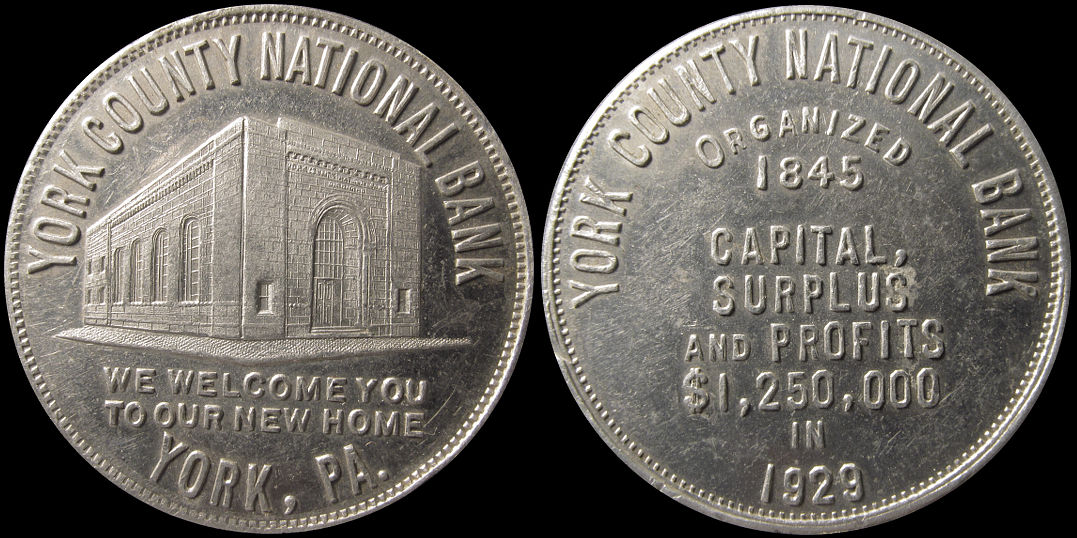 YORK COUNTY NATIONAL BANK
WE WELCOME YOU
TO OUR NEW HOME
YORK, PA.
YORK COUNTY NATIONAL BANK
ORGANIZED
1845
CAPITAL,
SURPLUS
AND PROFITS
$1,250,000
IN
1929